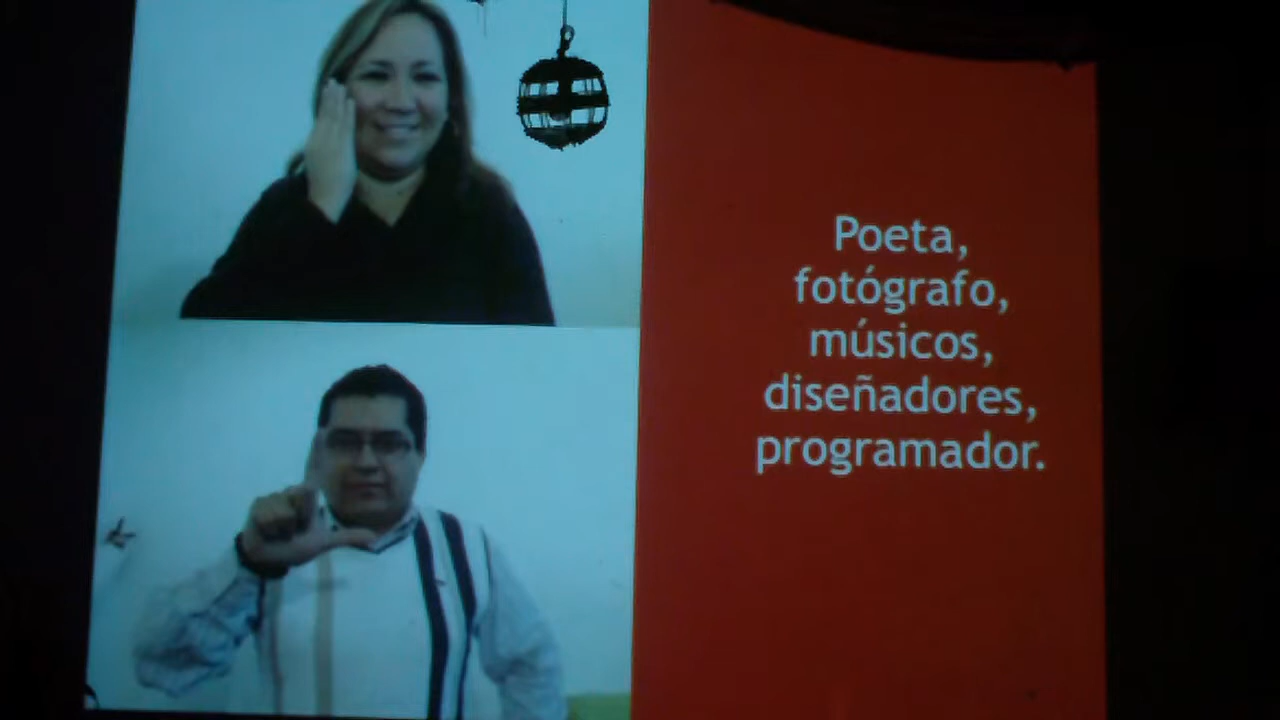 Poeta,
fotógrafo,
músicos,
diseñadores,
programador.